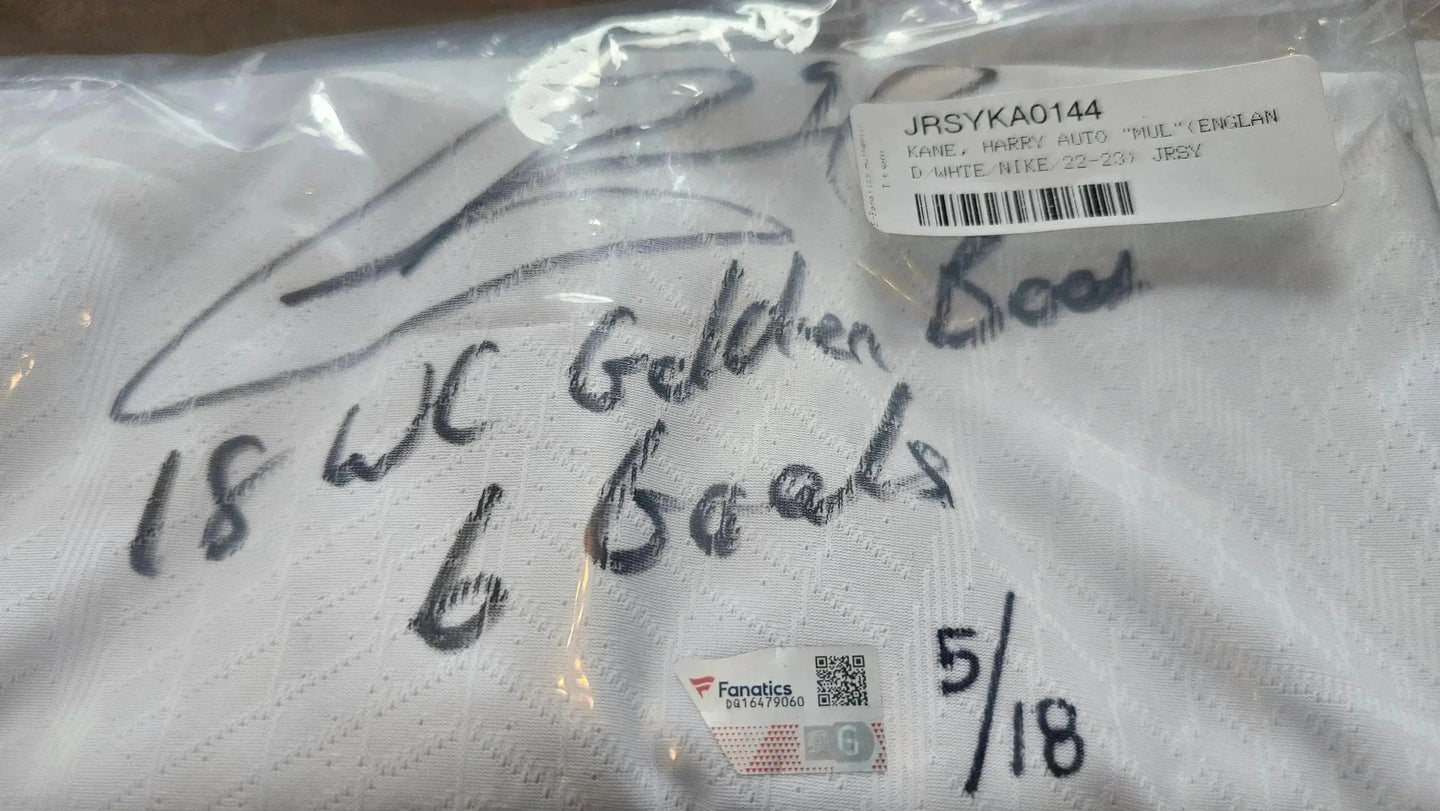 JRSYKA0144
KANE, HARRY AUTO "MUL"(ENGLAN
D/WHTE/NIKE/22-23) JRSY
18 WC Golden Boot
6 Goals
Fanatics
DQ16479060
5/18